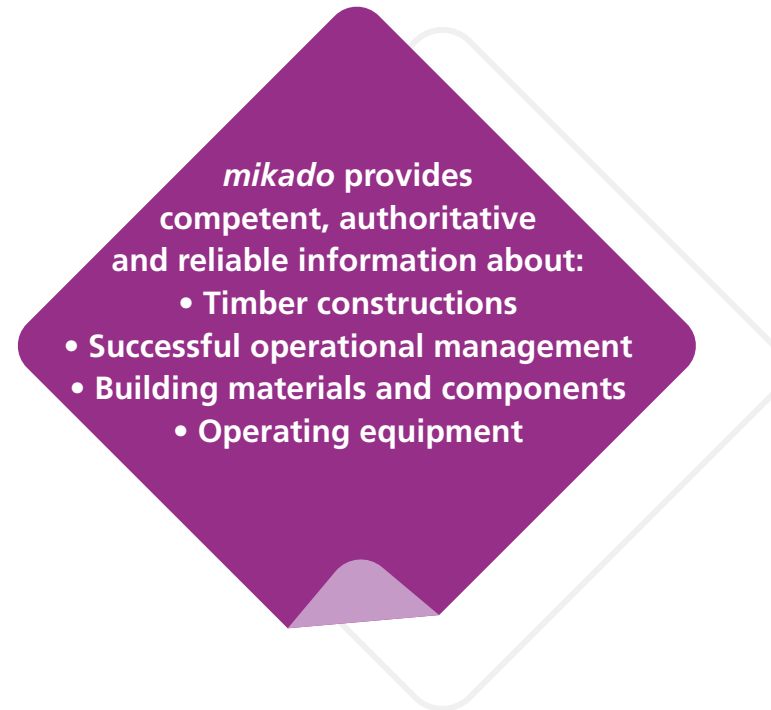 mikado provides
competent, authoritative
and reliable information about:
• Timber constructions
• Successful operational management
• Building materials and components
• Operating equipment